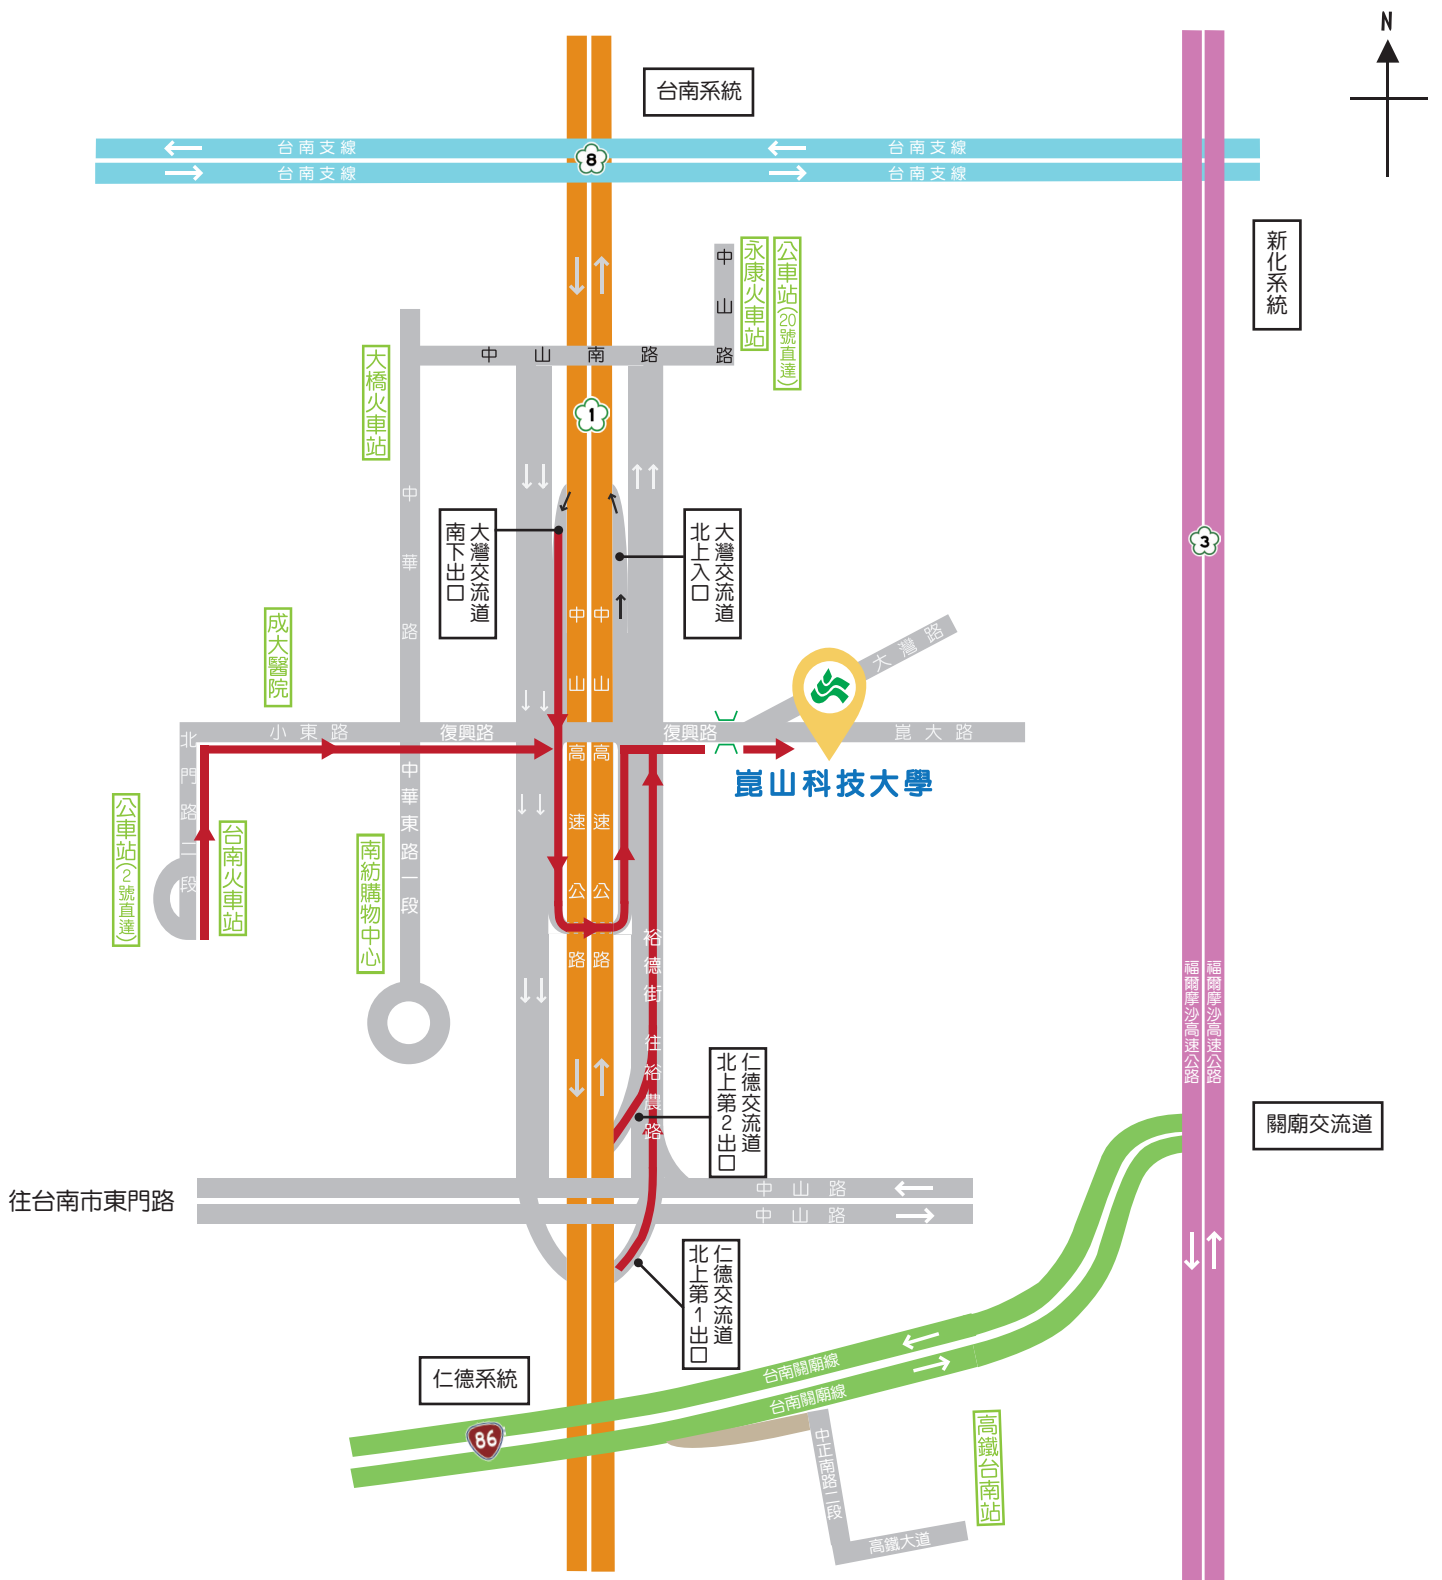 N
台南系統
台南支線
台南支線
台南支線
台南支線
8
新化系統
中山路
永康火車站
公車站(20號直達)
中山南路
大橋火車站
1
中華路
大灣交流道
南下出口
大灣交流道
北上入口
3
成大醫院
大灣路
小東路
復興路
復興路
崑大路
崑山科技大學
北門路二段
公車站(2號直達)
台南火車站
中華東路一段
南紡購物中心
中山高速公路
中山高速公路
裕德街
往裕農路
福爾摩沙高速公路
福爾摩沙高速公路
仁德交流道
北上第2出口
關廟交流道
往台南市東門路
中山路
中山路
仁德交流道
北上第1出口
仁德系統
台南關廟線
台南關廟線
86
中正南路二段
高鐵台南站
高鐵大道